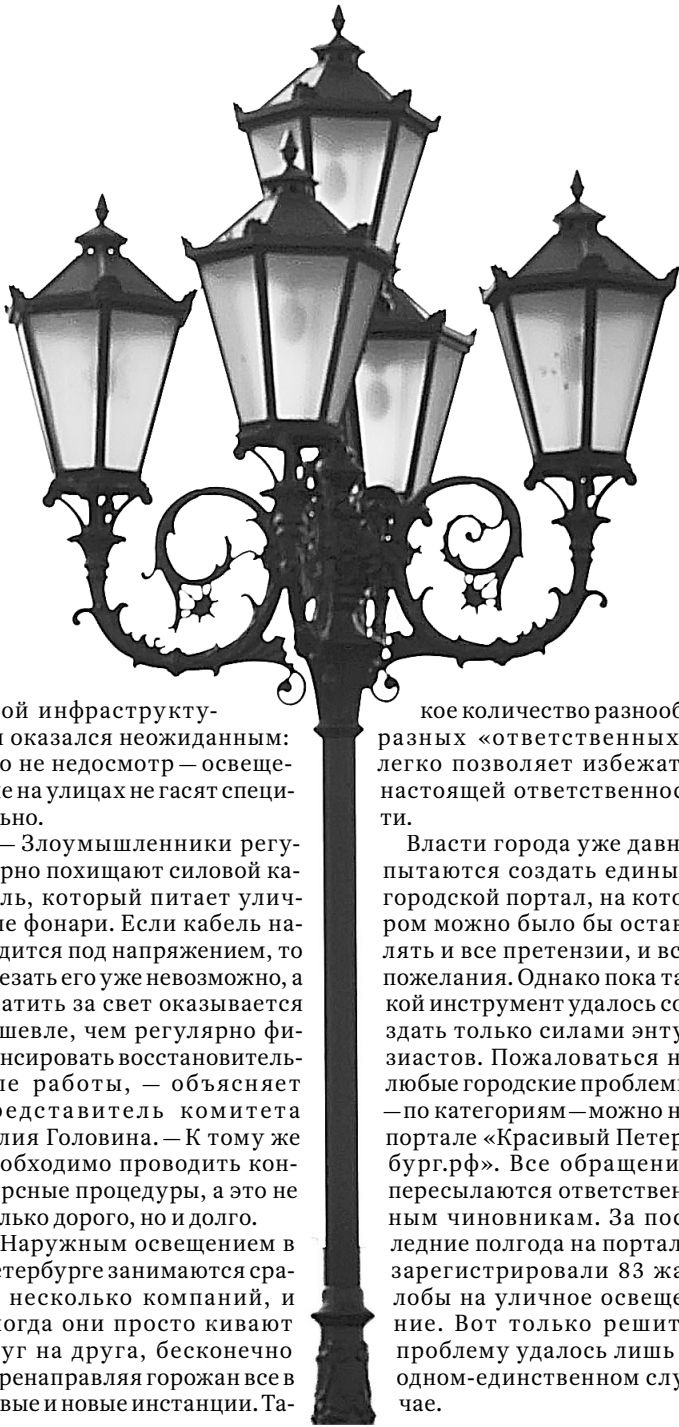 ой инфраструкту-
оказался неожиданным:
о не недосмотр — освеще-
е на улицах не гасят специ-
ьно.
— Злоумышленники регу-
рно похищают силовой ка-
ль, который питает улич-
ые фонари. Если кабель на-
дится под напряжением, то
езать его уже невозможно, а
атить за свет оказывается
шевле, чем регулярно фи-
нсировать восстановитель-
ые работы, — объясняет
редставитель комитета
лия Головина. — К тому же
обходимо проводить кон-
рсные процедуры, а это не
лько дорого, но и долго.
Наружным освещением в
етербурге занимаются сра-
несколько компаний, и
огда они просто кивают
уг на друга, бесконечно
ренаправляя горожан все в
вые и новые инстанции. Та-
кое количество разнооб
разных «ответственных
легко позволяет избежат
настоящей ответственнос
ти.
Власти города уже давн
пытаются создать едины
городской портал, на кото
ром можно было бы остав
лять и все претензии, и вс
пожелания. Однако пока та
кой инструмент удалось со
здать только силами энту
зиастов. Пожаловаться н
любые городские проблем
— по категориям — можно н
портале «Красивый Петер
бург.рф». Все обращени
пересылаются ответствен
ным чиновникам. За пос
ледние полгода на портал
зарегистрировали 83 жа
лобы на уличное освеще
ние. Вот только решит
проблему удалось лишь
одном-единственном слу
чае.